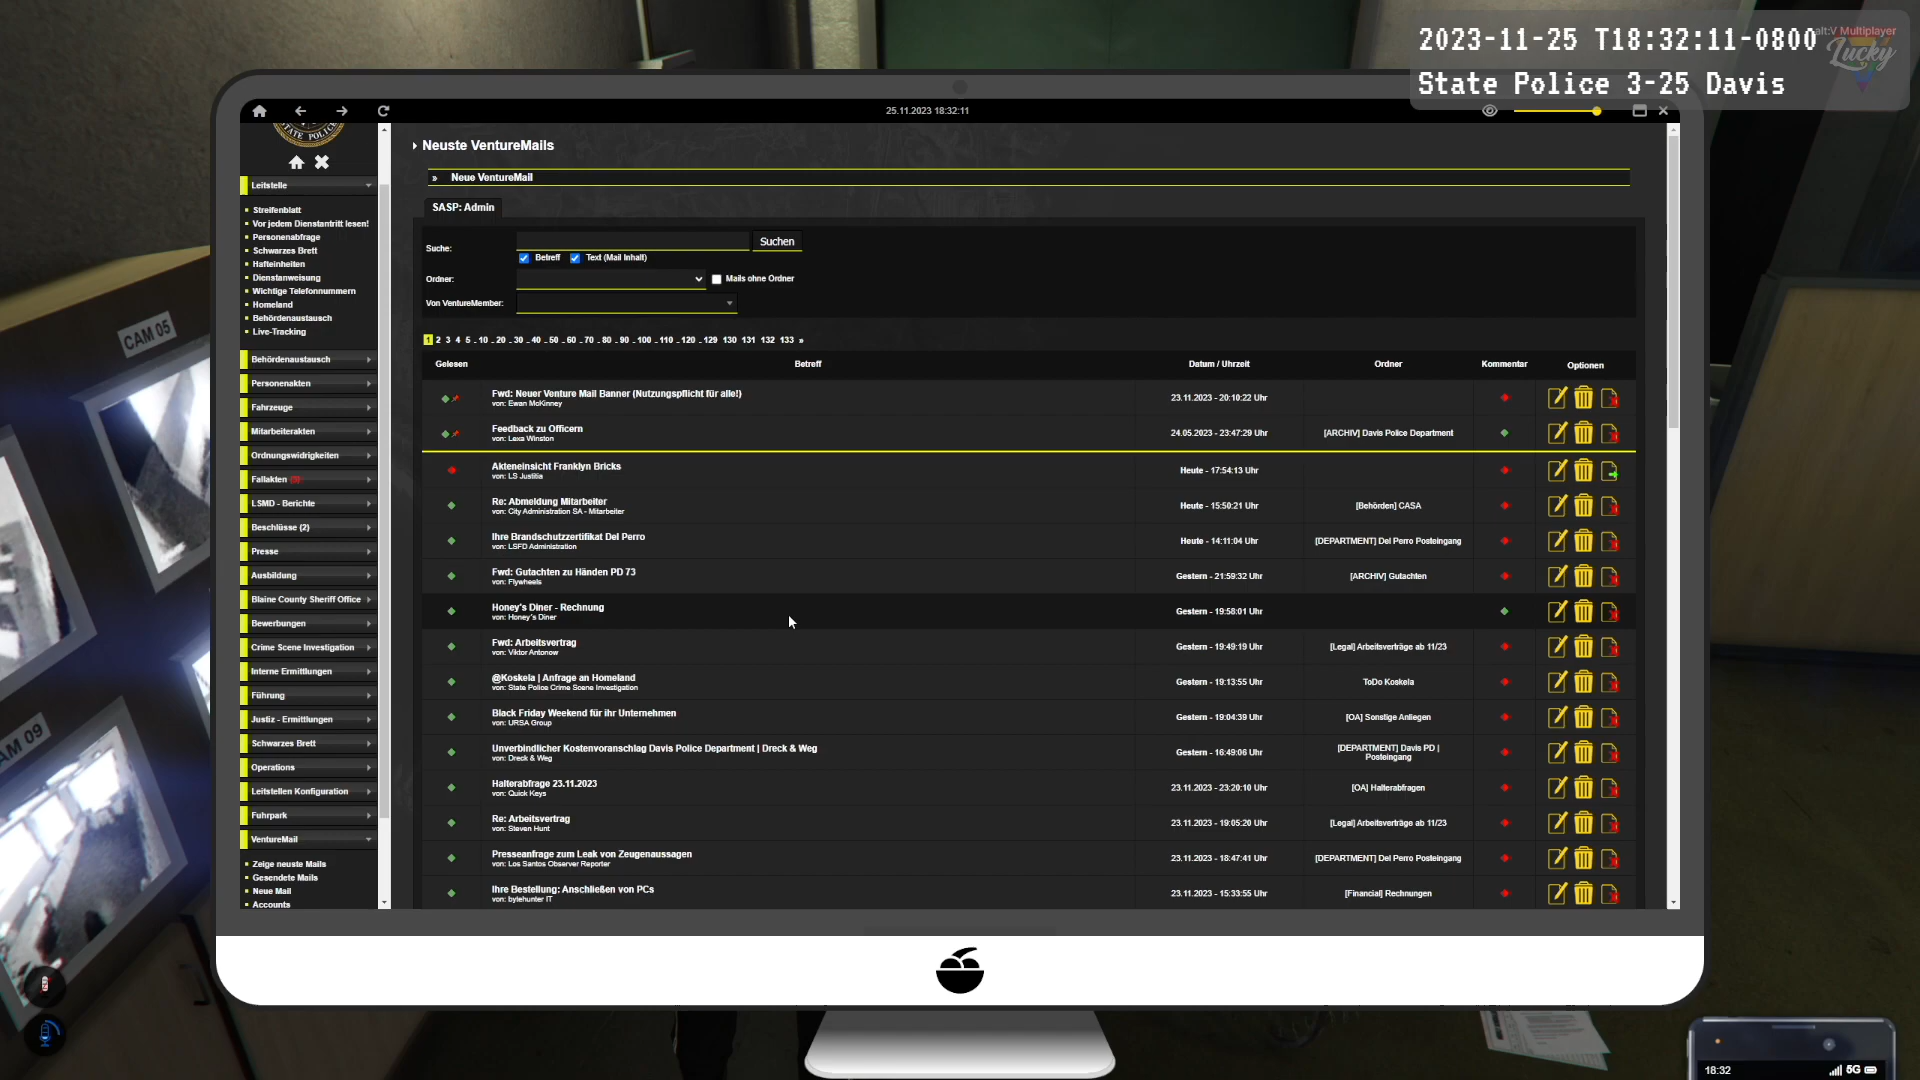 2023-11-25 T18:32:11-0800
State Police 3-25 Davis
alt:V Multiplayer
Lucky
CAM 05
AM 09
25.11.2023 18:32:11
STATE POLICE
Leitstelle
Streifenblatt
Vor jedem Dienstantritt lesen!
Personenabfrage
Schwarzes Brett
Hafteinheiten
Dienstanweisung
Wichtige Telefonnummern
Homeland
Behördenaustausch
Live-Tracking
Behördenaustausch
Personenakten
Fahrzeuge
Mitarbeiterakten
Ordnungswidrigkeiten
Fallakten
LSMD - Berichte
Beschlüsse (2)
Presse
Ausbildung
Blaine County Sheriff Office
Bewerbungen
Crime Scene Investigation
Interne Ermittlungen
Führung
Justiz - Ermittlungen
Schwarzes Brett
Operations
Leitstellen Konfiguration
Fuhrpark
VentureMail
Zeige neuste Mails
Gesendete Mails
Neue Mail
Accounts
Neuste VentureMails
» Neue VentureMail
SASP: Admin
Suche: Suchen
Betreff Text (Mail Inhalt)
Ordner: Mails ohne Ordner
Von VentureMember:
1 2 3 4 5 .. 10 .. 20 .. 30 .. 40 .. 50 .. 60 .. 70 .. 80 .. 90 .. 100 .. 110 .. 120 .. 129 130 131 132 133 »
Gelesen Betreff Datum / Uhrzeit Ordner Kommentar Optionen
Fwd: Neuer Venture Mail Banner (Nutzungspflicht für alle!) 23.11.2023 - 20:10:22 Uhr
von: Ewan McKinney
Feedback zu Officern 24.05.2023 - 23:47:29 Uhr [ARCHIV] Davis Police Department
von: Lexa Winston
Akteneinsicht Franklyn Bricks Heute - 17:54:13 Uhr
von: LS Justitia
Re: Abmeldung Mitarbeiter Heute - 15:50:21 Uhr [Behörden] CASA
von: City Administration SA - Mitarbeiter
Ihre Brandschutzzertifikat Del Perro Heute - 14:11:04 Uhr [DEPARTMENT] Del Perro Posteingang
von: LSFD Administration
Fwd: Gutachten zu Händen PD 73 Gestern - 21:59:32 Uhr [ARCHIV] Gutachten
von: Flywheels
Honey's Diner - Rechnung Gestern - 19:58:01 Uhr
von: Honey's Diner
Fwd: Arbeitsvertrag Gestern - 19:49:19 Uhr [Legal] Arbeitsverträge ab 11/23
von: Viktor Antonow
@Koskela | Anfrage an Homeland Gestern - 19:13:55 Uhr ToDo Koskela
von: State Police Crime Scene Investigation
Black Friday Weekend für ihr Unternehmen Gestern - 19:04:39 Uhr [OA] Sonstige Anliegen
von: URSA Group
Unverbindlicher Kostenvoranschlag Davis Police Department | Dreck & Weg Gestern - 16:49:06 Uhr [DEPARTMENT] Davis PD |
von: Dreck & Weg Posteingang
Halterabfrage 23.11.2023 23.11.2023 - 23:20:10 Uhr [OA] Halterabfragen
von: Quick Keys
Re: Arbeitsvertrag 23.11.2023 - 19:05:20 Uhr [Legal] Arbeitsverträge ab 11/23
von: Steven Hunt
Presseanfrage zum Leak von Zeugenaussagen 23.11.2023 - 18:47:41 Uhr [DEPARTMENT] Del Perro Posteingang
von: Los Santos Observer Reporter
Ihre Bestellung: Anschließen von PCs 23.11.2023 - 15:33:55 Uhr [Financial] Rechnungen
von: bytehunter IT
18:32 5G